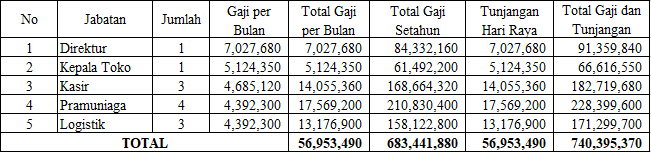 No Jabatan Jumlah Gaji per Bulan Total Gaji per Bulan Total Gaji Setahun Tunjangan Hari Raya Total Gaji dan Tunjangan
1 Direktur 1 7,027,680 7,027,680 84,332,160 7,027,680 91,359,840
2 Kepala Toko 1 5,124,350 5,124,350 61,492,200 5,124,350 66,616,550
3 Kasir 3 4,685,120 14,055,360 168,664,320 14,055,360 182,719,680
4 Pramuniaga 4 4,392,300 17,569,200 210,830,400 17,569,200 228,399,600
5 Logistik 3 4,392,300 13,176,900 158,122,800 13,176,900 171,299,700
TOTAL 56,953,490 683,441,880 56,953,490 740,395,370